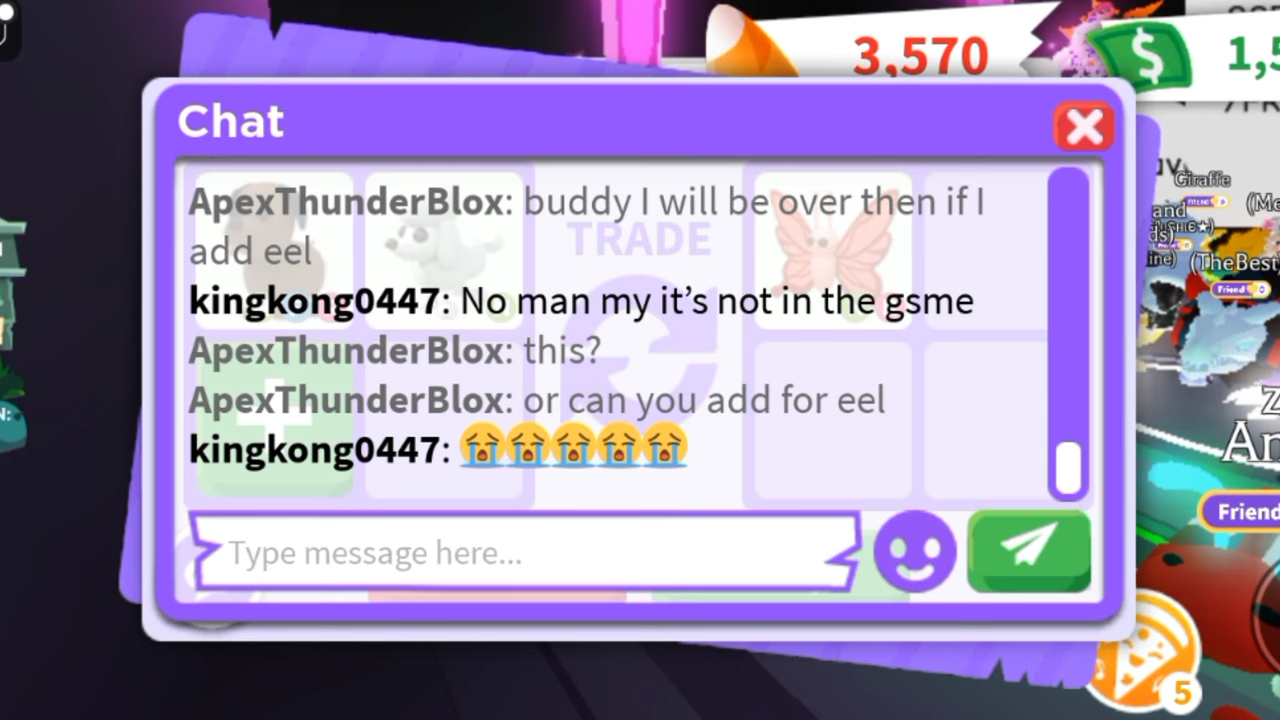 3,570
Chat
ApexThunderBlox: buddy I will be over then if I
add eel
TRADE
kingkong0447: No man my it’s not in the gsme
ApexThunderBlox: this?
ApexThunderBlox: or can you add for eel
kingkong0447: 😭😭😭😭😭
Type message here...
Giraffe
(TheBest
Friend
Friend
5